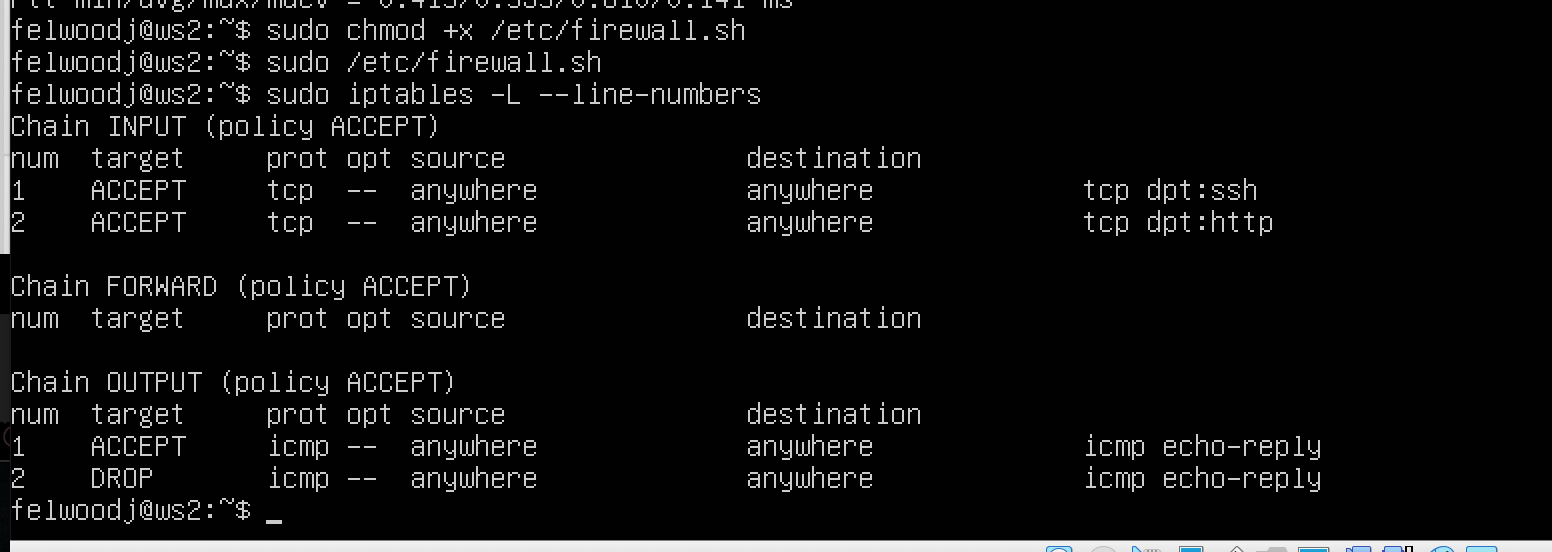 rtt min/avg/max/mdev = 0.415/0.555/0.810/0.141 ms
felwoodj@ws2:~$ sudo chmod +x /etc/firewall.sh
felwoodj@ws2:~$ sudo /etc/firewall.sh
felwoodj@ws2:~$ sudo iptables -L --line-numbers
Chain INPUT (policy ACCEPT)
num  target     prot opt source               destination
1    ACCEPT     tcp  --  anywhere             anywhere             tcp dpt:ssh
2    ACCEPT     tcp  --  anywhere             anywhere             tcp dpt:http
Chain FORWARD (policy ACCEPT)
num  target     prot opt source               destination
Chain OUTPUT (policy ACCEPT)
num  target     prot opt source               destination
1    ACCEPT     icmp --  anywhere             anywhere             icmp echo-reply
2    DROP       icmp --  anywhere             anywhere             icmp echo-reply
felwoodj@ws2:~$ _